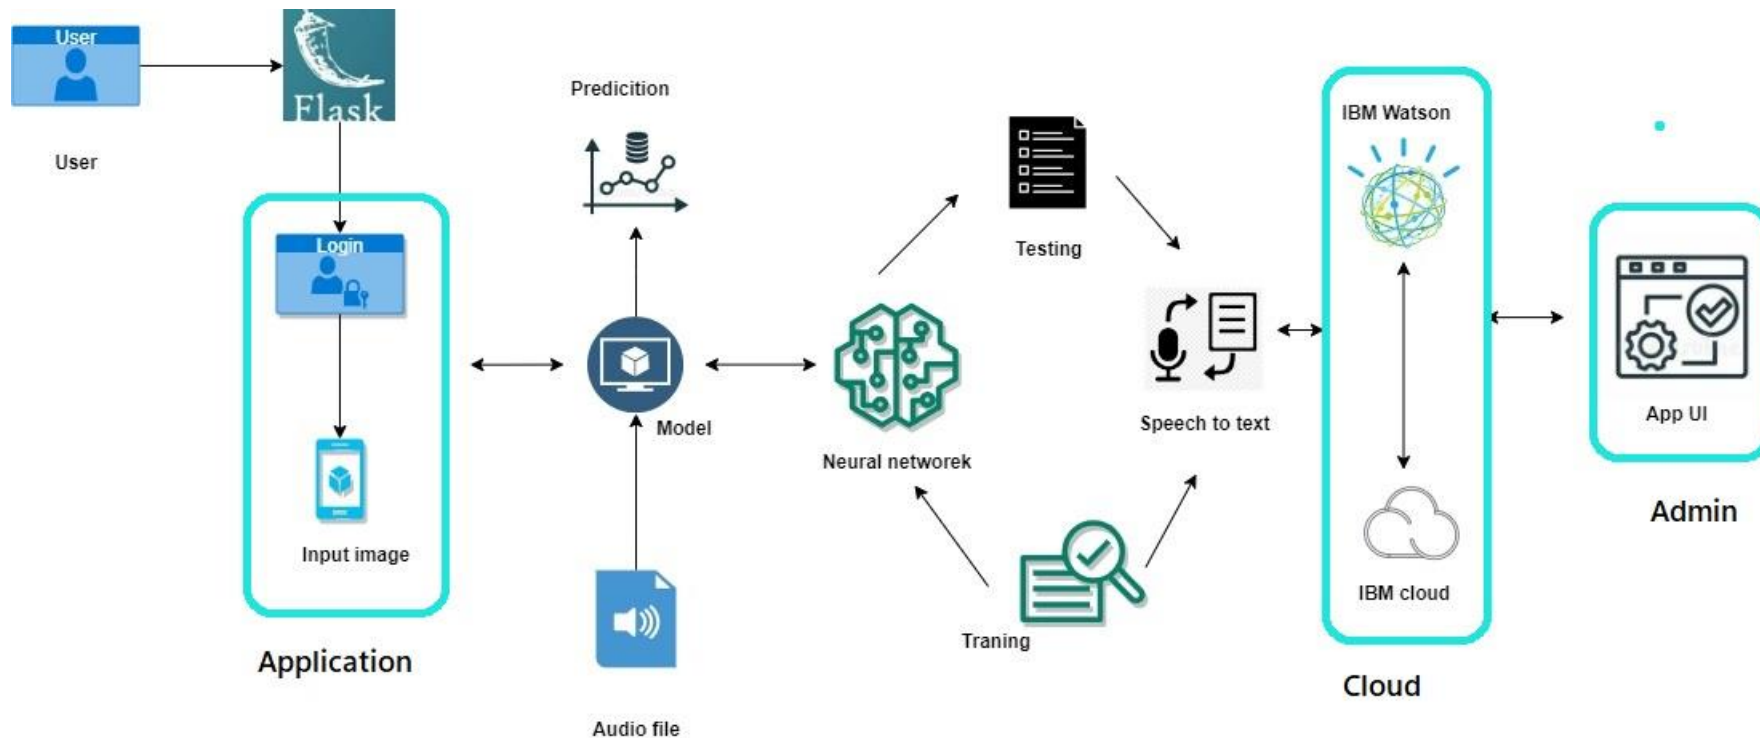 User
User
Flask
Login
Input image
Application
Predicition
Model
Audio file
Neural networek
Testing
Traning
Speech to text
IBM Watson
IBM cloud
Cloud
App UI
Admin